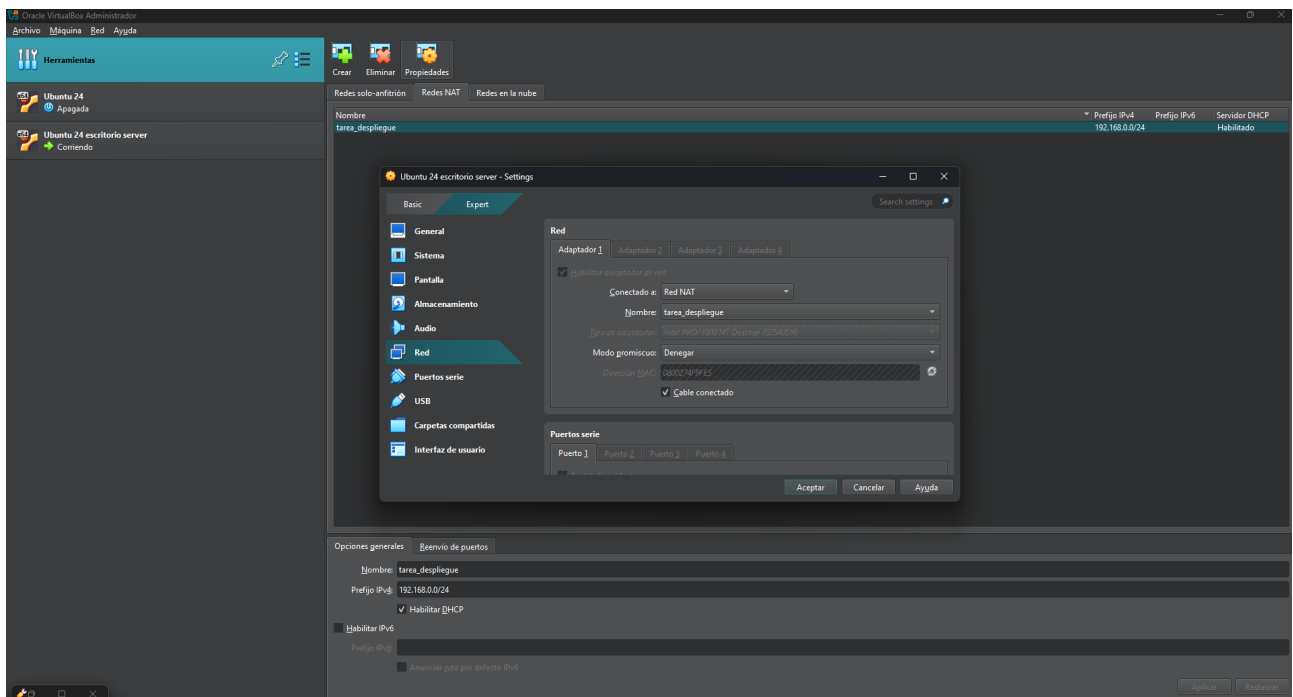 Oracle VirtualBox Administrador
Archivo Máquina Red Ayuda
Herramientas
Crear Eliminar Propiedades
Ubuntu 24
Apagada
Ubuntu 24 escritorio server
Corriendo
Redes solo-anfitrión Redes NAT Redes en la nube
Nombre Prefijo IPv4 Prefijo IPv6 Servidor DHCP
tarea_despliegue 192.168.0.0/24 Habilitado
Ubuntu 24 escritorio server - Settings
Basic Expert Search settings
General
Sistema
Pantalla
Almacenamiento
Audio
Red
Puertos serie
USB
Carpetas compartidas
Interfaz de usuario
Red
Adaptador 1 Adaptador 2 Adaptador 3 Adaptador 4
Habilitar adaptador de red
Conectado a: Red NAT
Nombre: tarea_despliegue
Tipo de adaptador: Intel PRO/1000 MT Desktop (82540EM)
Modo promiscuo: Denegar
Dirección MAC:
Cable conectado
Puertos serie
Puerto 1 Puerto 2 Puerto 3 Puerto 4
Aceptar Cancelar Ayuda
Opciones generales Reenvío de puertos
Nombre: tarea_despliegue
Prefijo IPv4: 192.168.0.0/24
Habilitar DHCP
Habilitar IPv6
Prefijo IPv6:
Anunciar ruta por defecto IPv6
Aplicar Restaurar